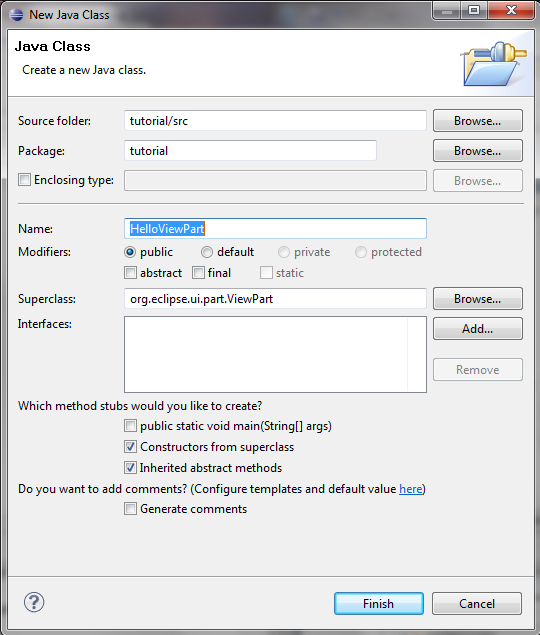 New Java Class
Java Class
Create a new Java class.
Source folder: tutorial/src Browse...
Package: tutorial Browse...
Enclosing type: Browse...
Name: HelloViewPart
Modifiers: public default private protected
abstract final static
Superclass: org.eclipse.ui.part.ViewPart Browse...
Interfaces: Add...
Remove
Which method stubs would you like to create?
public static void main(String[] args)
Constructors from superclass
Inherited abstract methods
Do you want to add comments? (Configure templates and default value here)
Generate comments
? Finish Cancel